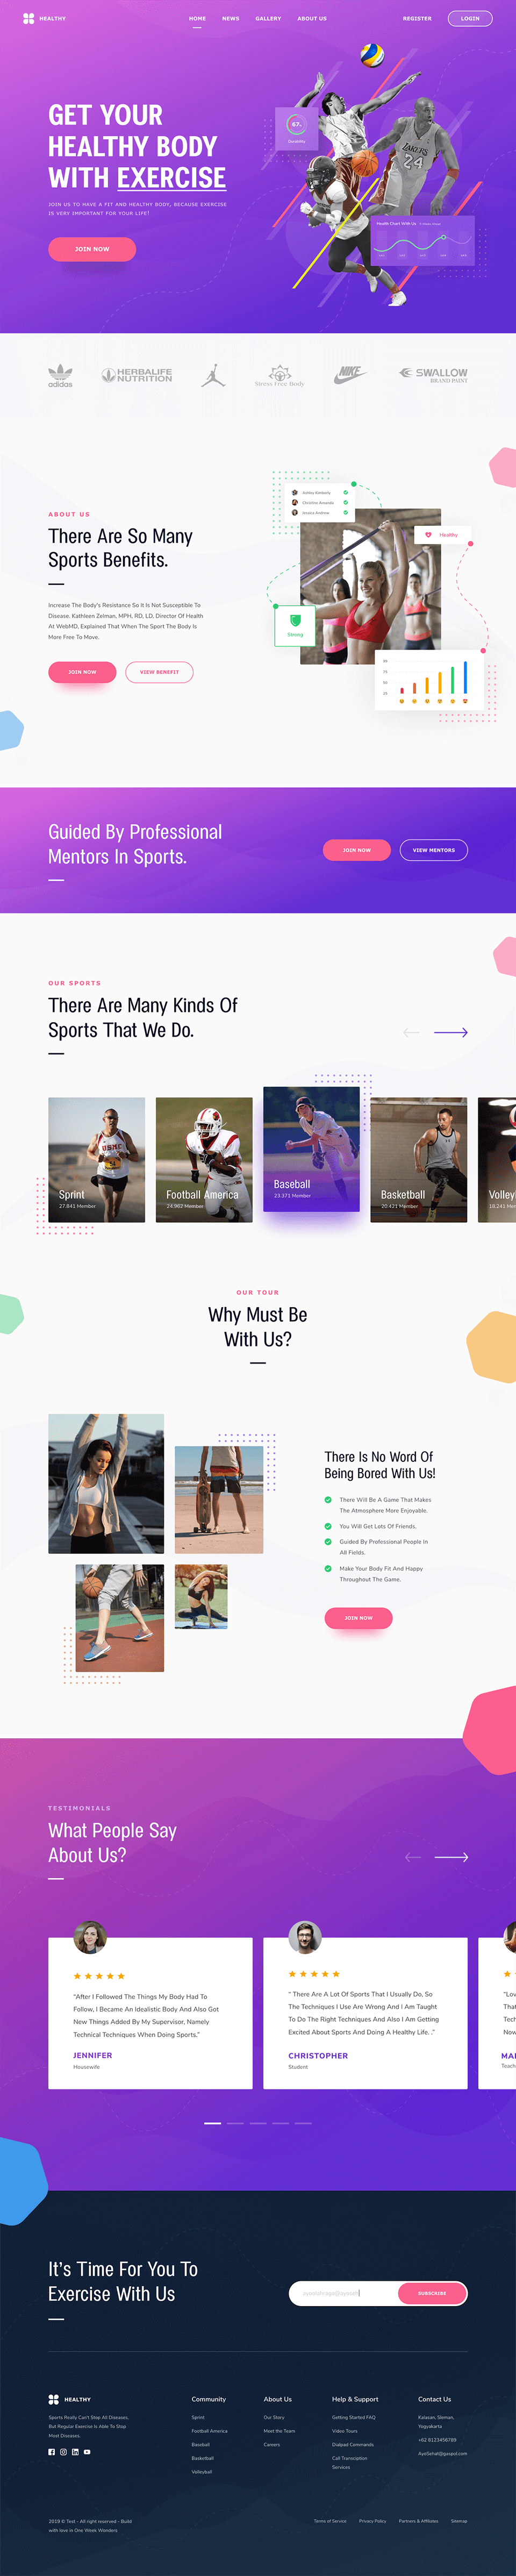 HEALTHY
HOME NEWS GALLERY ABOUT US
REGISTER LOGIN
GET YOUR
HEALTHY BODY
WITH EXERCISE
JOIN US TO HAVE A FIT AND HEALTHY BODY, BECAUSE EXERCISE
IS VERY IMPORTANT FOR YOUR LIFE!
JOIN NOW
67%
Durability
LAKERS
24
Health Chart With Us
adidas
HERBALIFE
NUTRITION
Stress Free Body
NIKE
SWALLOW
BRAND PAINT
ABOUT US
There Are So Many
Sports Benefits.
Increase The Body's Resistance So It Is Not Susceptible To
Disease, Kathleen Zelman, MPH, RD, LD, Director Of Health
At WebMD, Explained That When The Sport The Body Is
More Free To Move.
JOIN NOW
VIEW BENEFIT
Ashlika Kimberly
Christine Amanda
Jessica Andrew
Healthy
Strong
Guided By Professional
Mentors In Sports.
JOIN NOW
VIEW MENTORS
OUR SPORTS
There Are Many Kinds Of
Sports That We Do.
USMC
Sprint
27.841 Member
Football America
24.962 Member
Baseball
23.371 Member
Basketball
20.421 Member
Volley
18.241 Mem
OUR TOUR
Why Must Be
With Us?
There Is No Word Of
Being Bored With Us!
There Will Be A Game That Makes
The Atmosphere More Enjoyable.
You Will Get Lots Of Friends.
Guided By Professional People In
All Fields.
Make Your Body Fit And Happy
Throughout The Game.
JOIN NOW
TESTIMONIALS
What People Say
About Us?
“After I Followed The Things My Body Had To
Follow, I Became An Idealistic Body And Also Got
New Things Added By My Supervisor, Namely
Technical Techniques When Doing Sports.”
JENNIFER
Housewife
“ There Are A Lot Of Sports That I Usually Do, So
The Techniques I Use Are Wrong And I Am Taught
To Do The Right Techniques And Also I Am Getting
Excited About Sports And Doing A Healthy Life. .”
CHRISTOPHER
Student
“Lov
That
Tech
Now
MAI
Teach
It's Time For You To
Exercise With Us
SUBSCRIBE
HEALTHY
Sports Really Can't Stop All Diseases,
But Regular Exercise Is Able To Stop
Most Diseases.
Community
Sprint
Football America
Baseball
Basketball
Volleyball
About Us
Our Story
Meet the Team
Careers
Help & Support
Getting Started FAQ
Video Tours
Dialpad Commands
Call Transciption
Services
Contact Us
Kalasan, Sleman,
Yogyakarta
+62 8123456789
AyoSehat@gaspol.com
2019 © Text - All right reserved - Build
with love in One Week Wonders
Terms of Service Privacy Policy Partners & Affiliates Sitemap